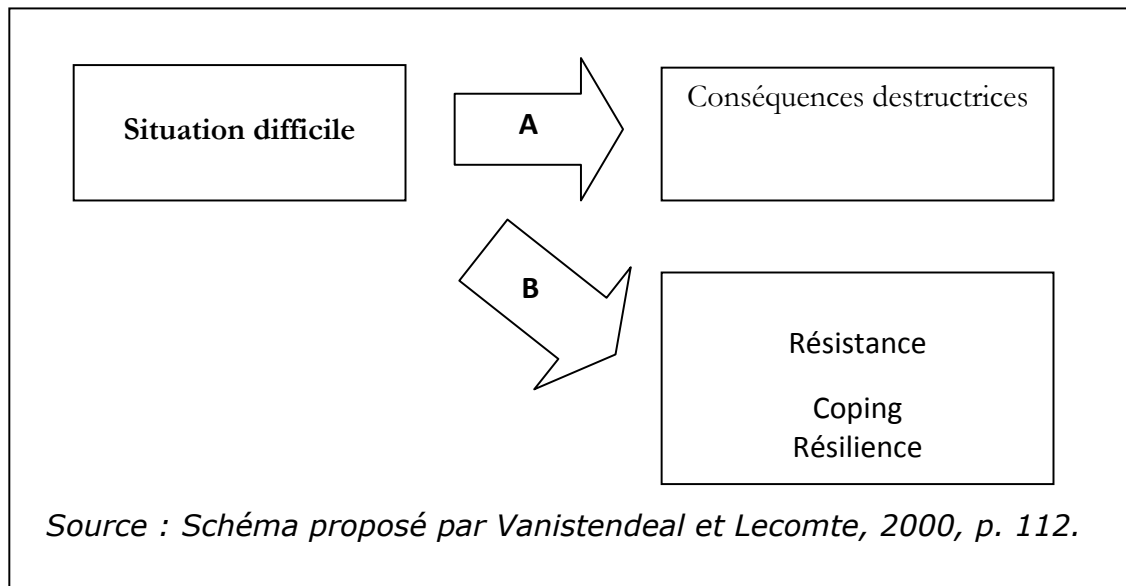 Situation difficile
A
Conséquences destructrices
B
Résistance
Coping
Résilience
Source : Schéma proposé par Vanistendeal et Lecomte, 2000, p. 112.